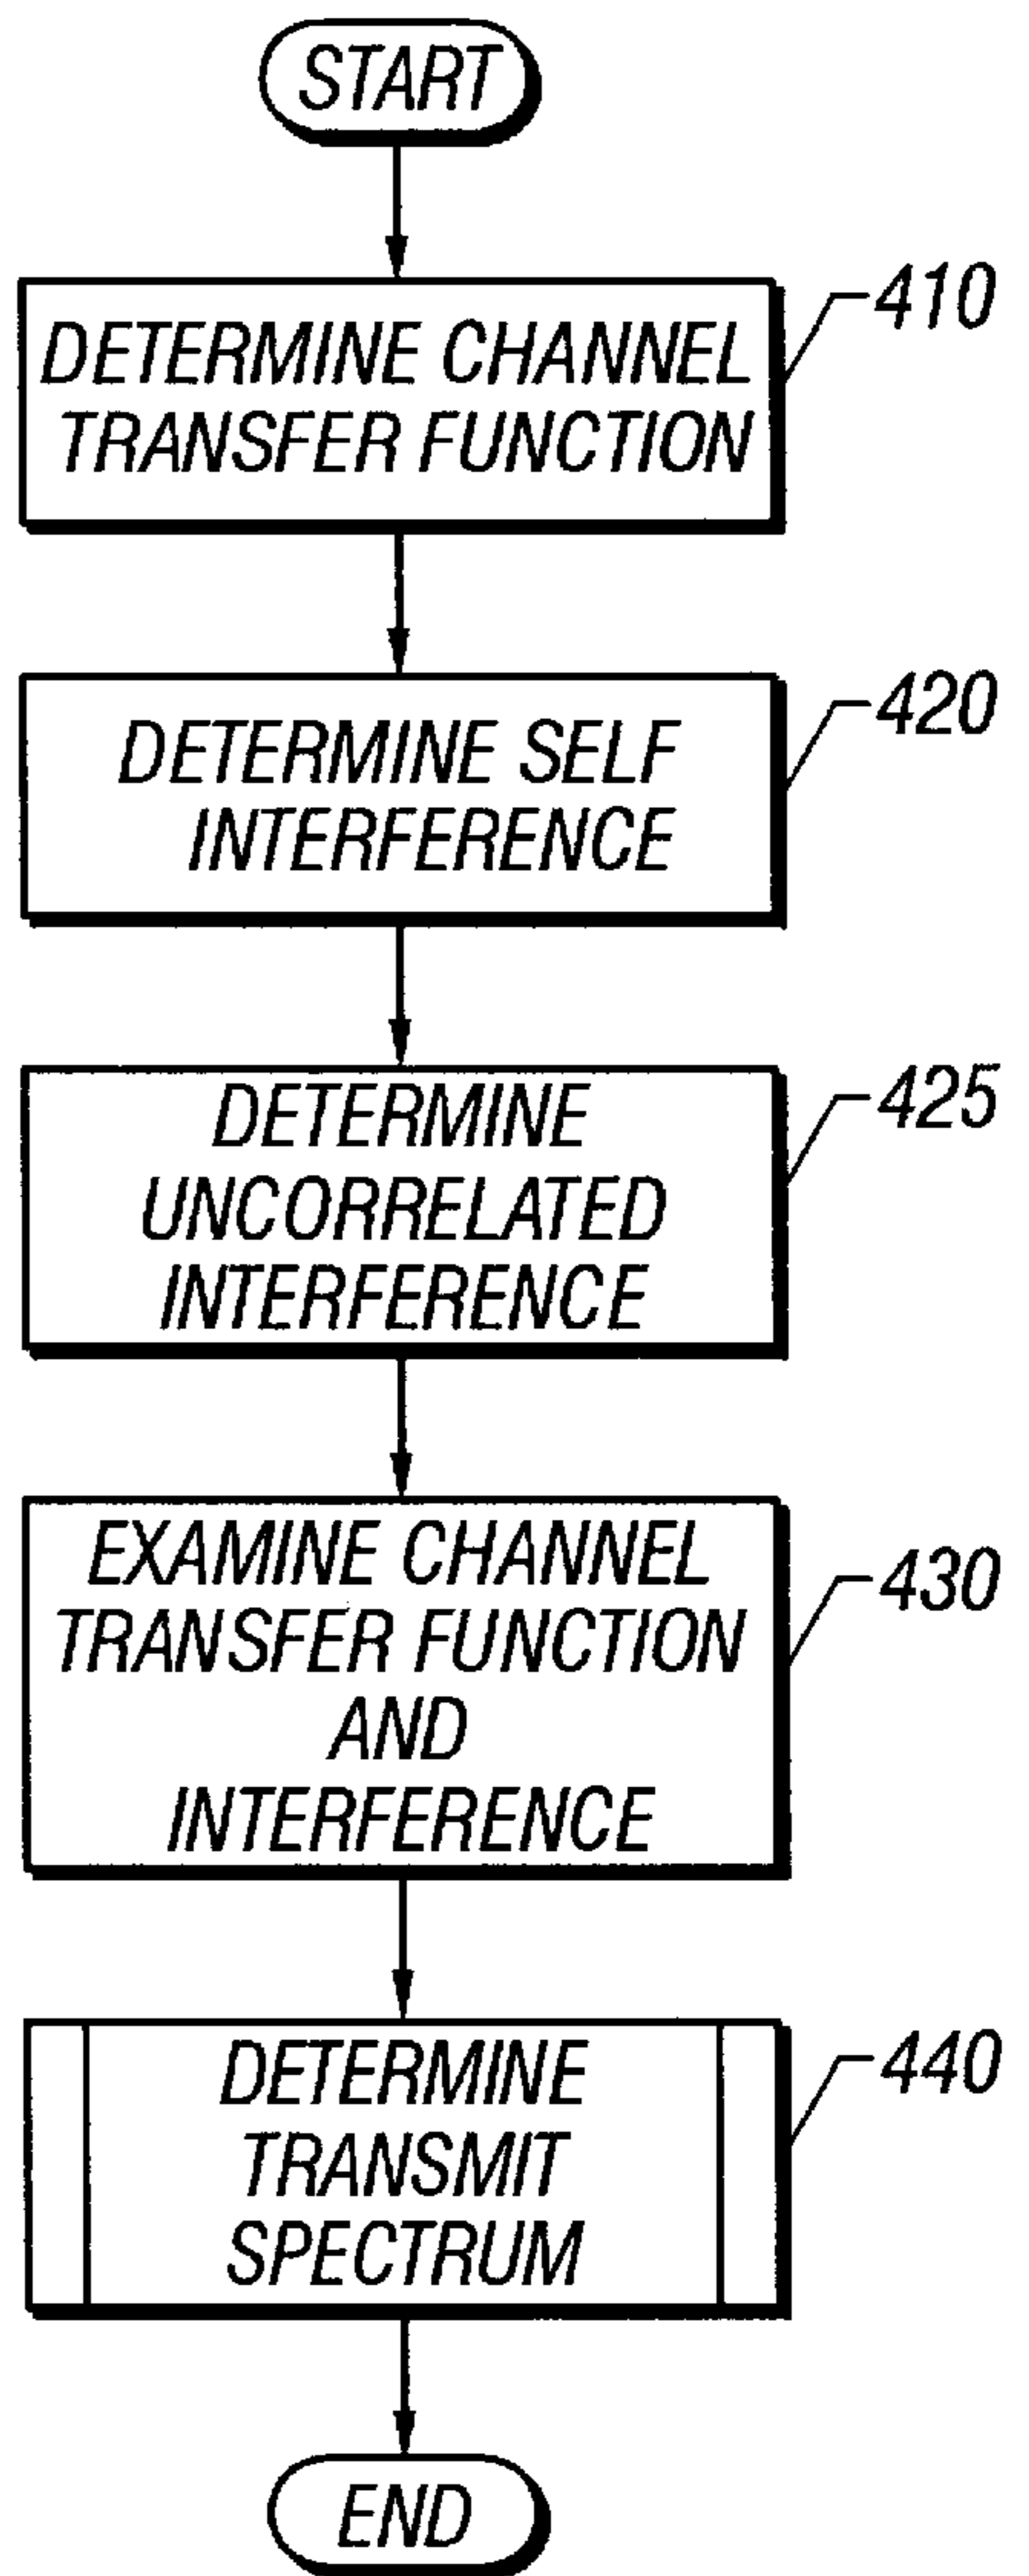 START
410
DETERMINE CHANNEL
TRANSFER FUNCTION
420
DETERMINE SELF
INTERFERENCE
425
DETERMINE
UNCORRELATED
INTERFERENCE
430
EXAMINE CHANNEL
TRANSFER FUNCTION
AND
INTERFERENCE
440
DETERMINE
TRANSMIT
SPECTRUM
END